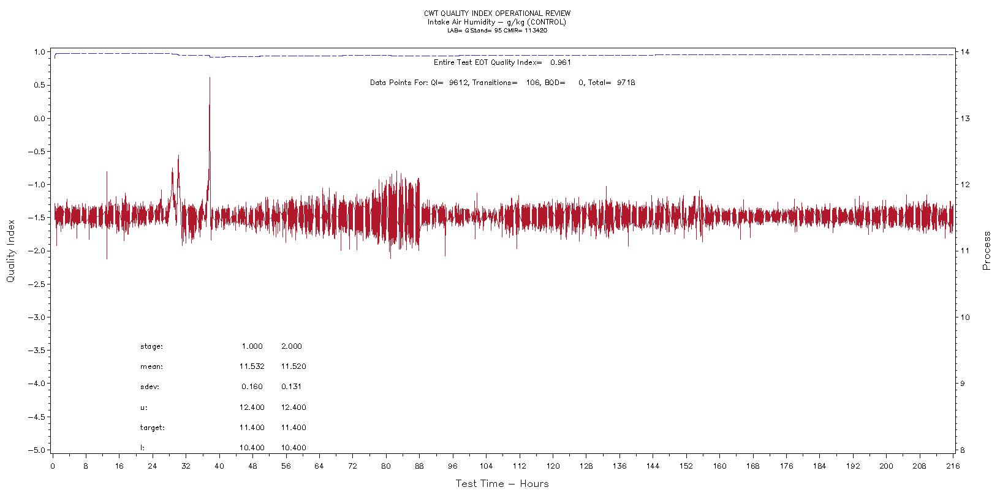 CWT QUALITY INDEX OPERATIONAL REVIEW
Intake Air Humidity – g/kg (CONTROL)
LAB= G Stand= 95 CMIR= 113420
Entire Test EOT Quality Index= 0.961
Data Points For: QI= 9612, Transitions= 106, BQD= 0, Total= 9718
1.0
0.5
0.0
−0.5
−1.0
−1.5
−2.0
−2.5
−3.0
−3.5
−4.0
−4.5
−5.0
Quality Index
14
13
12
11
10
9
8
Process
stage: 1.000 2.000
mean: 11.532 11.520
sdev: 0.160 0.131
u: 12.400 12.400
target: 11.400 11.400
l: 10.400 10.400
0 8 16 24 32 40 48 56 64 72 80 88 96 104 112 120 128 136 144 152 160 168 176 184 192 200 208 216
Test Time – Hours